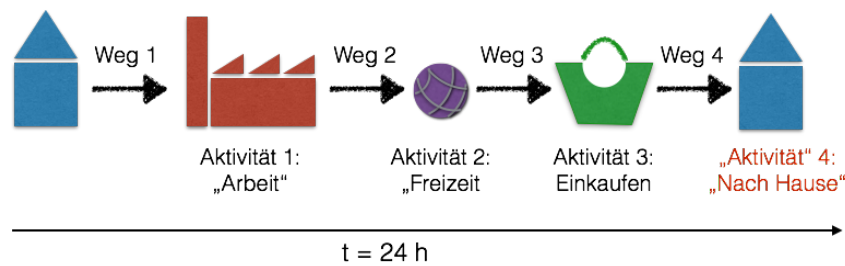 Weg 1
Weg 2
Weg 3
Weg 4
Aktivität 1:
„Arbeit“
Aktivität 2:
„Freizeit
Aktivität 3:
Einkaufen
„Aktivität“ 4:
„Nach Hause“
t = 24 h